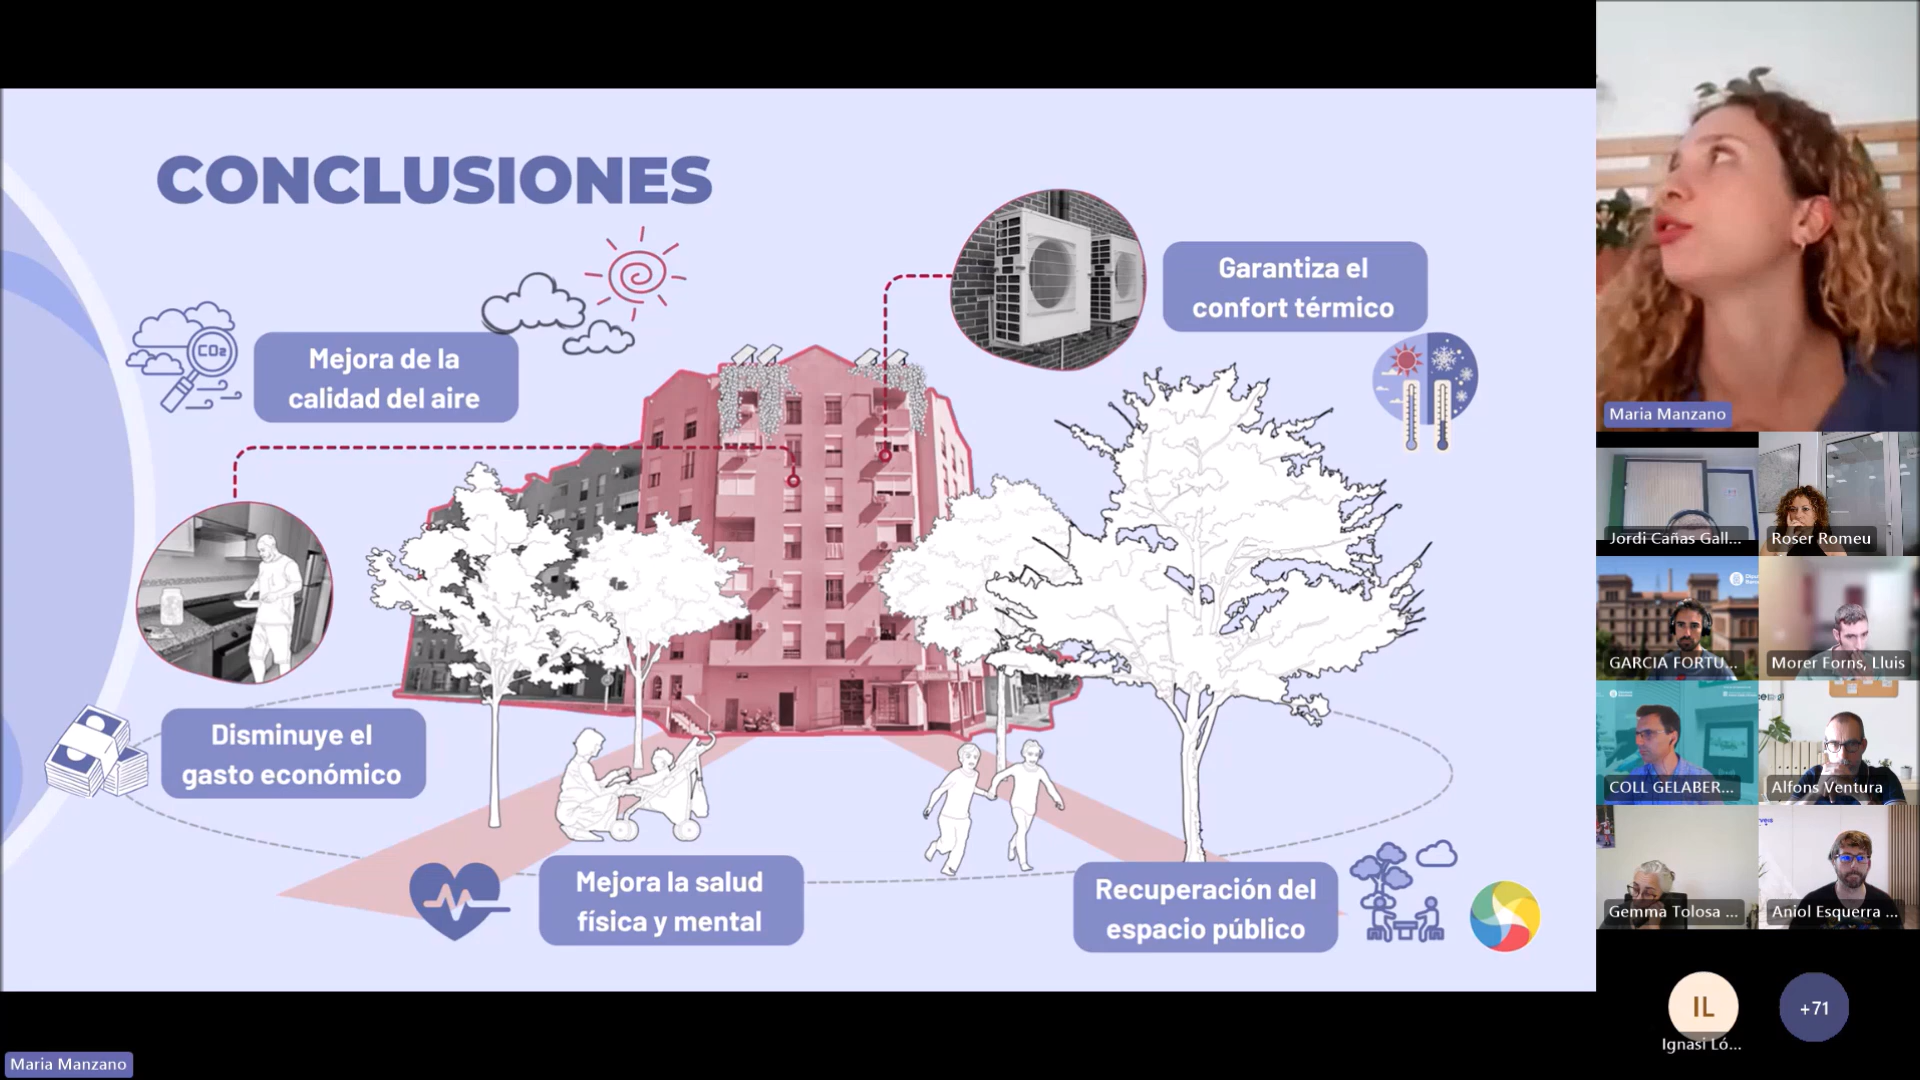 CONCLUSIONES
Garantiza el
confort térmico
CO₂
Mejora de la
calidad del aire
Disminuye el
gasto económico
Mejora la salud
física y mental
Recuperación del
espacio público
Maria Manzano
Jordi Cañas Gall...
Roser Romeu
GARCIA FORTU...
Morer Forns, Lluis
COLL GELABER...
Alfons Ventura
Gemma Tolosa ...
Aniol Esquerra ...
IL
+71
Ignasi Ló...
Maria Manzano